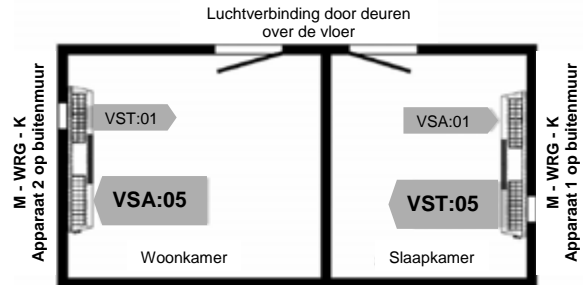 Luchtverbinding door deuren
over de vloer
M - WRG - K
Apparaat 2 op buitenmuur
VST:01
VSA:01
M - WRG - K
Apparaat 1 op buitenmuur
VSA:05
VST:05
Woonkamer
Slaapkamer